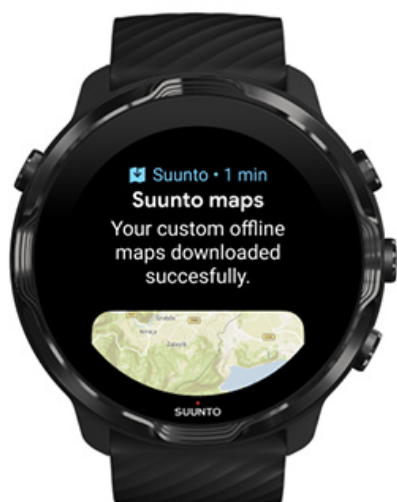 Suunto • 1 min
Suunto maps
Your custom offline
maps downloaded
succesfully.
SUUNTO